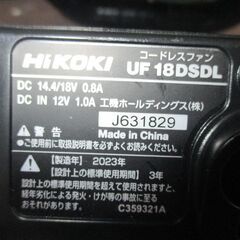 HiKOKI
コードレスファン
UF 18DSDL
DC 14.4/18V 0.8A
DC IN 12V 1.0A
工機ホールディングス(株)
J631829
Made in China
ご使用前に取扱説明書をよくお読みください。
【製造年】2023年
【設計上の標準使用期間】3年
設計上の標準使用期間を超えて使用されますと、
経年劣化による発火・けが等の事故に
至るおそれがあります。
C359321A